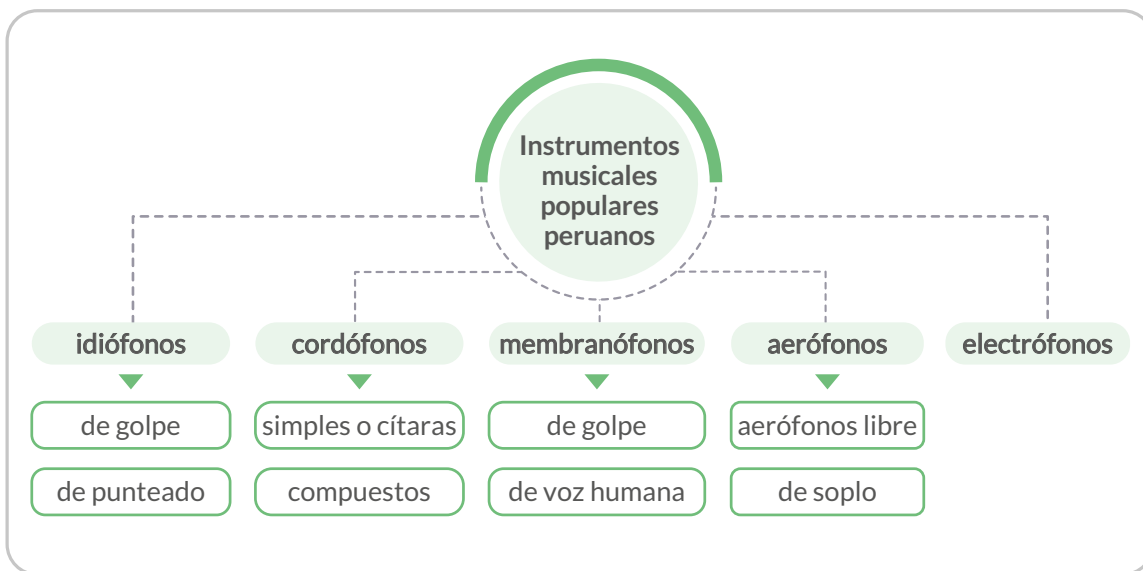 Instrumentos
musicales
populares
peruanos
idiófonos
cordófonos
membranófonos
aerófonos
electrófonos
de golpe
simples o cítaras
de golpe
aerófonos libre
de punteado
compuestos
de voz humana
de soplo